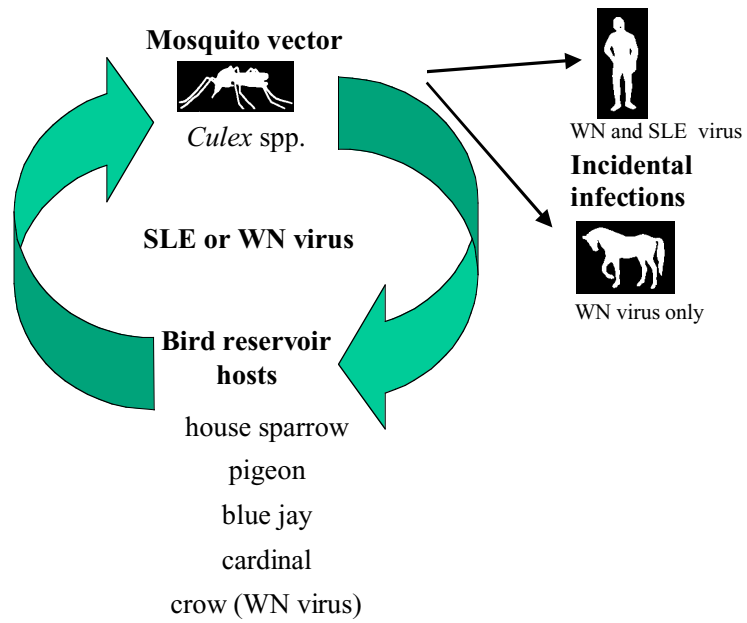 Mosquito vector
Culex spp.
WN and SLE virus
Incidental
infections
WN virus only
SLE or WN virus
Bird reservoir
hosts
house sparrow
pigeon
blue jay
cardinal
crow (WN virus)